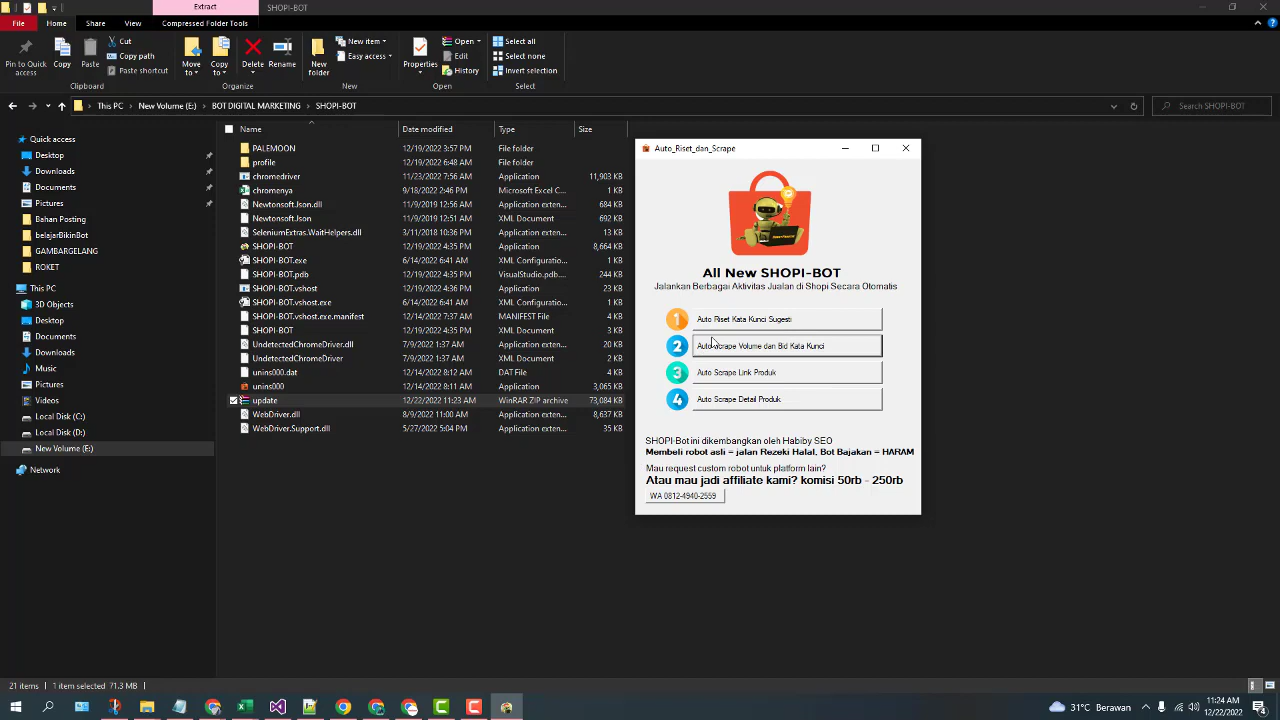 Extract
SHOPI-BOT
File
Home
Share
View
Compressed Folder Tools
Pin to Quick access
Copy
Paste
Cut
Copy path
Paste shortcut
Clipboard
Move to
Copy to
Delete
Rename
Organize
New folder
New item
Easy access
New
Properties
Open
Edit
History
Open
Select all
Select none
Invert selection
Select
This PC
New Volume (E:)
BOT DIGITAL MARKETING
SHOPI-BOT
Search SHOPI-BOT
Quick access
Desktop
Downloads
Documents
Pictures
Bahan Posting
belajarBikinBot
GAMBARGELANG
ROKET
This PC
3D Objects
Desktop
Documents
Downloads
Music
Pictures
Videos
Local Disk (C:)
Local Disk (D:)
New Volume (E:)
Network
Name Date modified Type Size
PALEMOON 12/19/2022 3:57 PM File folder
profile 12/19/2022 6:48 AM File folder
chromedriver 11/23/2022 7:56 AM Application 11,903 KB
chromenya 9/18/2022 2:46 PM Microsoft Excel C... 1 KB
Newtonsoft.Json.dll 11/9/2019 12:56 AM Application exten... 684 KB
Newtonsoft.Json 11/9/2019 12:51 AM XML Document 692 KB
SeleniumExtras.WaitHelpers.dll 3/11/2018 10:36 PM Application exten... 13 KB
SHOPI-BOT 12/19/2022 4:35 PM Application 8,664 KB
SHOPI-BOT.exe 6/14/2022 6:41 AM XML Configuratio... 1 KB
SHOPI-BOT.pdb 12/19/2022 4:35 PM VisualStudio.pdb.... 244 KB
SHOPI-BOT.vshost 12/19/2022 4:35 PM Application 23 KB
SHOPI-BOT.vshost.exe 6/14/2022 6:41 AM XML Configuratio... 1 KB
SHOPI-BOT.vshost.exe.manifest 12/14/2022 7:37 AM MANIFEST File 1 KB
SHOPI-BOT 12/19/2022 4:35 PM XML Document 3 KB
UndetectedChromeDriver.dll 7/9/2022 1:37 AM Application exten... 20 KB
UndetectedChromeDriver 7/9/2022 1:37 AM XML Document 9 KB
unins000.dat 12/14/2022 8:12 AM DAT File 4 KB
unins000 12/14/2022 8:11 AM Application 3,065 KB
update 12/22/2022 11:23 AM WinRAR ZIP archive 73,084 KB
WebDriver.dll 8/9/2022 11:00 AM Application exten... 8,637 KB
WebDriver.Support.dll 5/27/2022 5:04 PM Application exten... 35 KB
Auto_Riset_dan_Scrape
All New SHOPI-BOT
Jalankan Berbagai Aktivitas Jualan di Shopi Secara Otomatis
1 Auto Riset Kata Kunci Sugesti
2 Auto Scrape Volume dan Bid Kata Kunci
3 Auto Scrape Link Produk
4 Auto Scrape Detail Produk
SHOPI-Bot ini dikembangkan oleh Habiby SEO
Membeli robot asli = jalan Rezeki Halal, Bot Bajakan = HARAM
Mau request custom robot untuk platform lain?
Atau mau jadi affiliate kami? komisi 50rb - 250rb
WA 0812-4940-2559
21 items
1 item selected 71.3 MB
31°C Berawan
11:24 AM
12/22/2022
4